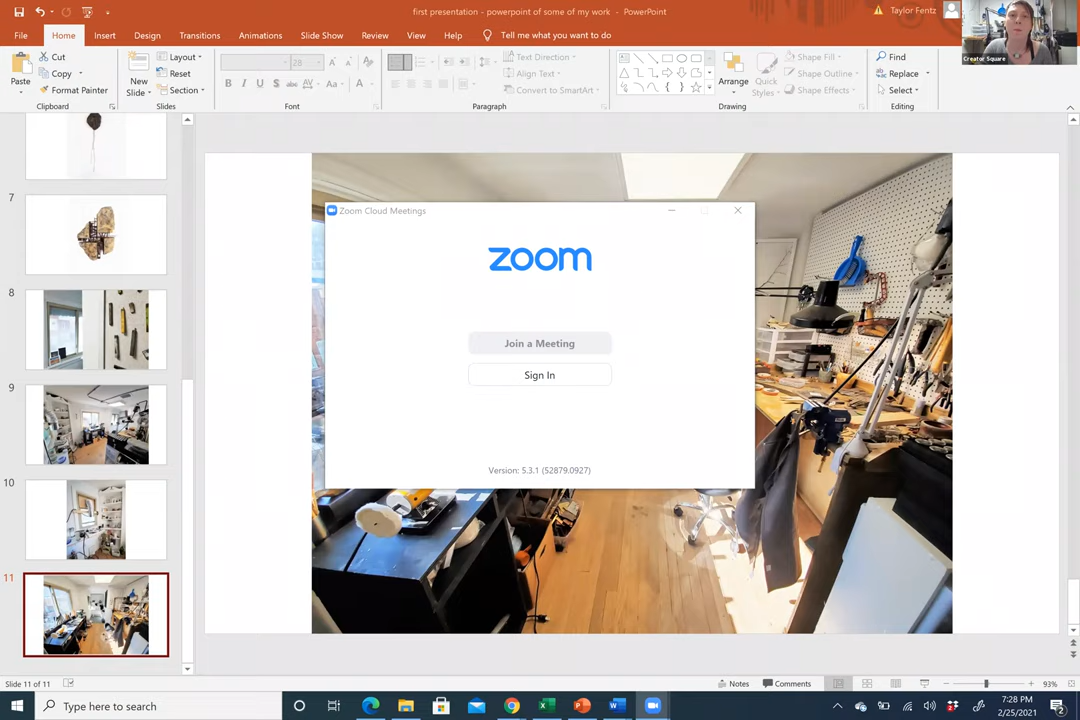 first presentation - powerpoint of some of my work - PowerPoint
Taylor Fentz
File Home Insert Design Transitions Animations Slide Show Review View Help Tell me what you want to do
Creator Square
Paste
Cut
Copy
Format Painter
Clipboard
New Slide
Layout
Reset
Section
Slides
28
B I U S abc AV Aa A
Font
Text Direction
Align Text
Convert to SmartArt
Paragraph
Arrange
Quick Styles
Shape Fill
Shape Outline
Shape Effects
Drawing
Find
Replace
Select
Editing
7
8
9
10
11
Zoom Cloud Meetings
zoom
Join a Meeting
Sign In
Version: 5.3.1 (52879.0927)
Slide 11 of 11
Notes
Comments
93%
Type here to search
7:28 PM
2/25/2021
2